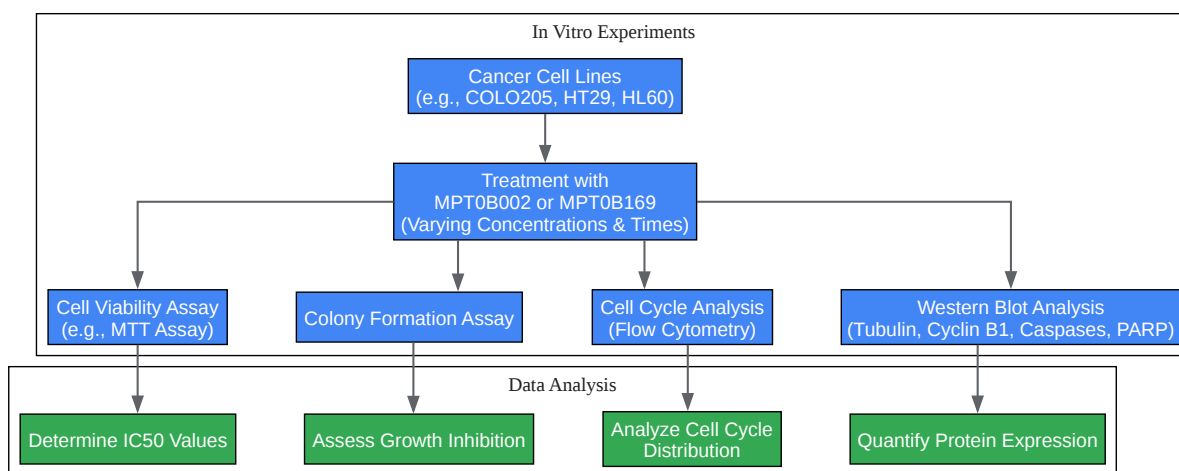 In Vitro Experiments
Cancer Cell Lines
(e.g., COLO205, HT29, HL60)
Treatment with
MPT0B002 or MPT0B169
(Varying Concentrations & Times)
Cell Viability Assay
(e.g., MTT Assay)
Colony Formation Assay
Cell Cycle Analysis
(Flow Cytometry)
Western Blot Analysis
(Tubulin, Cyclin B1, Caspases, PARP)
Data Analysis
Determine IC50 Values
Assess Growth Inhibition
Analyze Cell Cycle
Distribution
Quantify Protein Expression